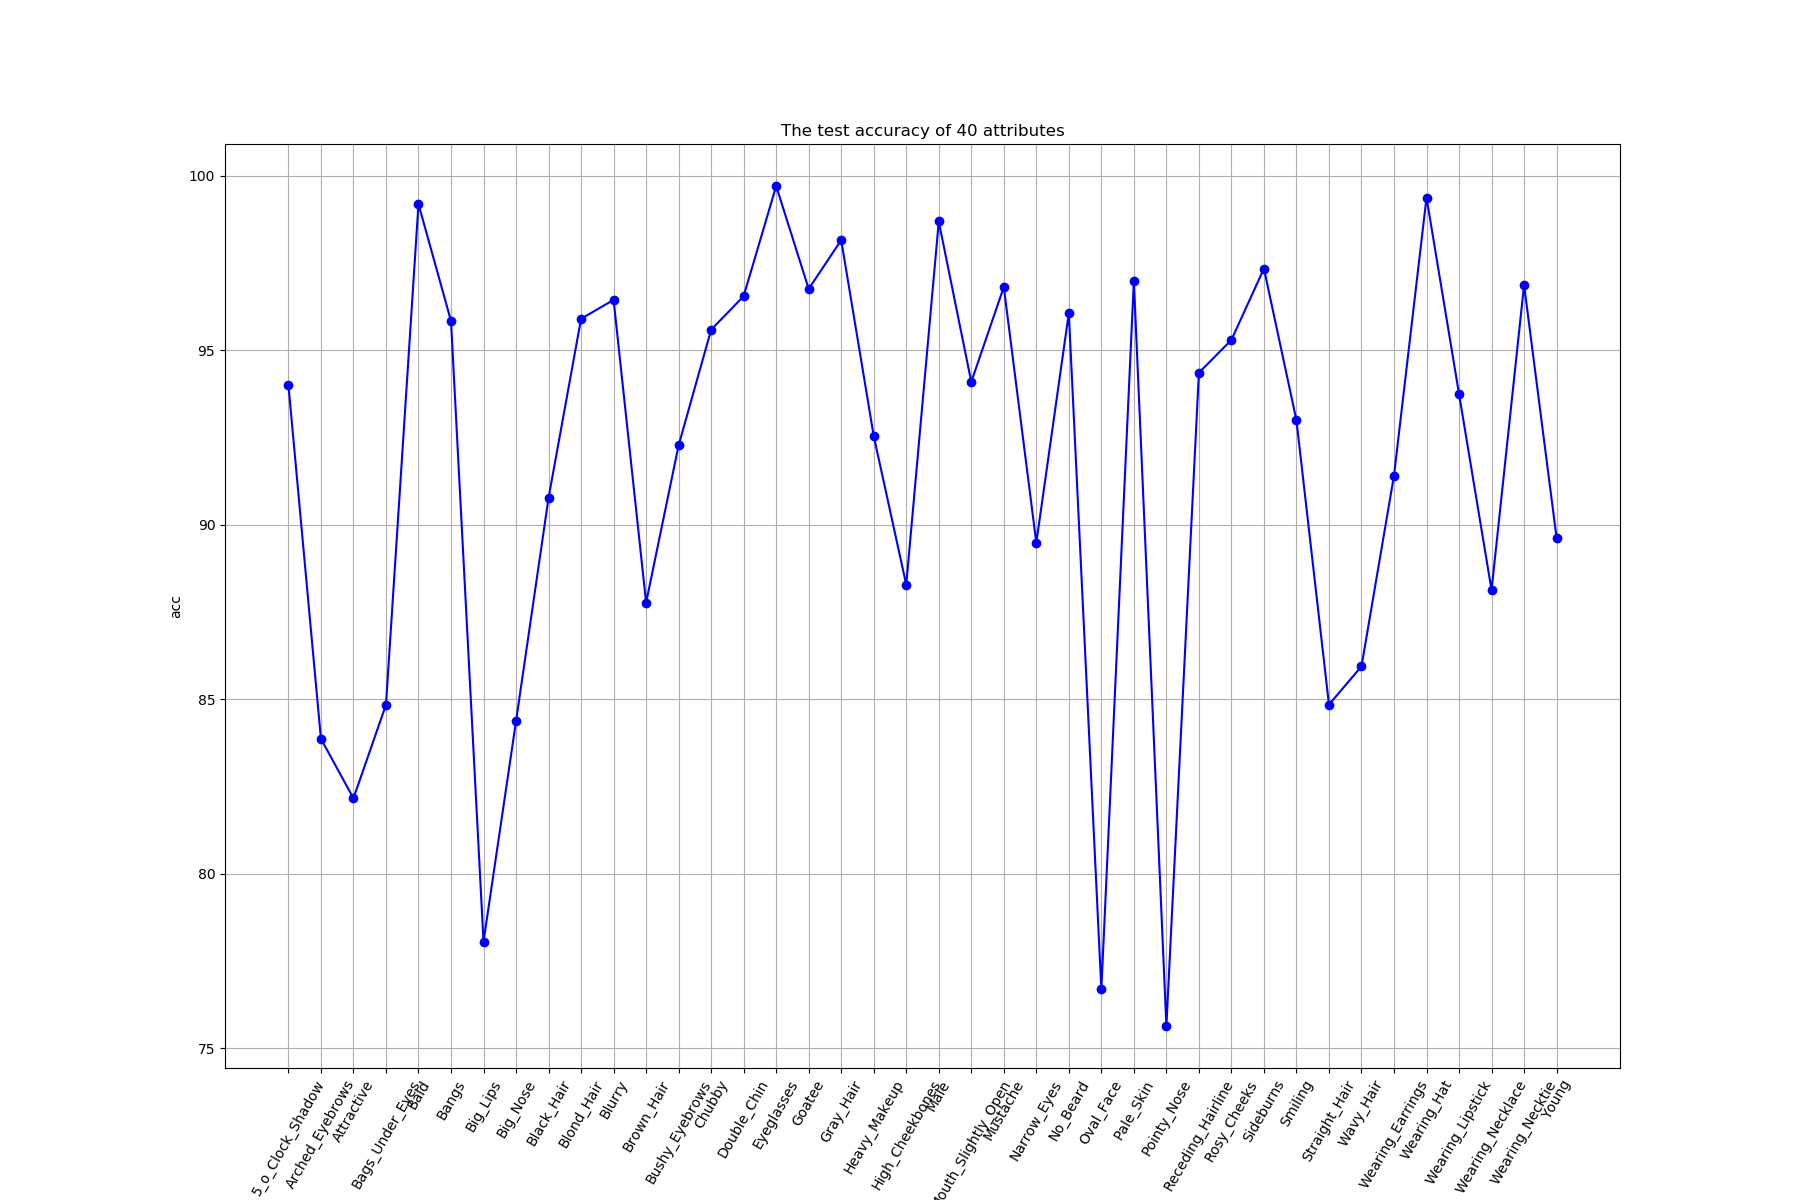 The test accuracy of 40 attributes
100
95
90
85
80
75
acc
5_o_Clock_Shadow
Arched_Eyebrows
Attractive
Bags_Under_Eyes
Bald
Bangs
Big_Lips
Big_Nose
Black_Hair
Blond_Hair
Blurry
Brown_Hair
Bushy_Eyebrows
Chubby
Double_Chin
Eyeglasses
Goatee
Gray_Hair
Heavy_Makeup
High_Cheekbones
Male
Mouth_Slightly_Open
Mustache
Narrow_Eyes
No_Beard
Oval_Face
Pale_Skin
Pointy_Nose
Receding_Hairline
Rosy_Cheeks
Sideburns
Smiling
Straight_Hair
Wavy_Hair
Wearing_Earrings
Wearing_Hat
Wearing_Lipstick
Wearing_Necklace
Wearing_Necktie
Young